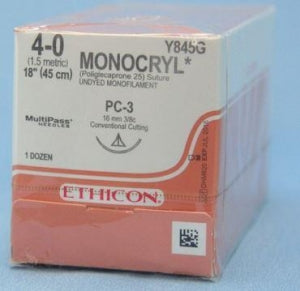 4-0
(1.5 metric)
18" (45 cm)
MONOCRYL*
Y845G
(Poliglecaprone 25) Suture
UNDYED MONOFILAMENT
PC-3
16 mm 3/8c
Conventional Cutting
MultiPass*
NEEDLES
1 DOZEN
ETHICON